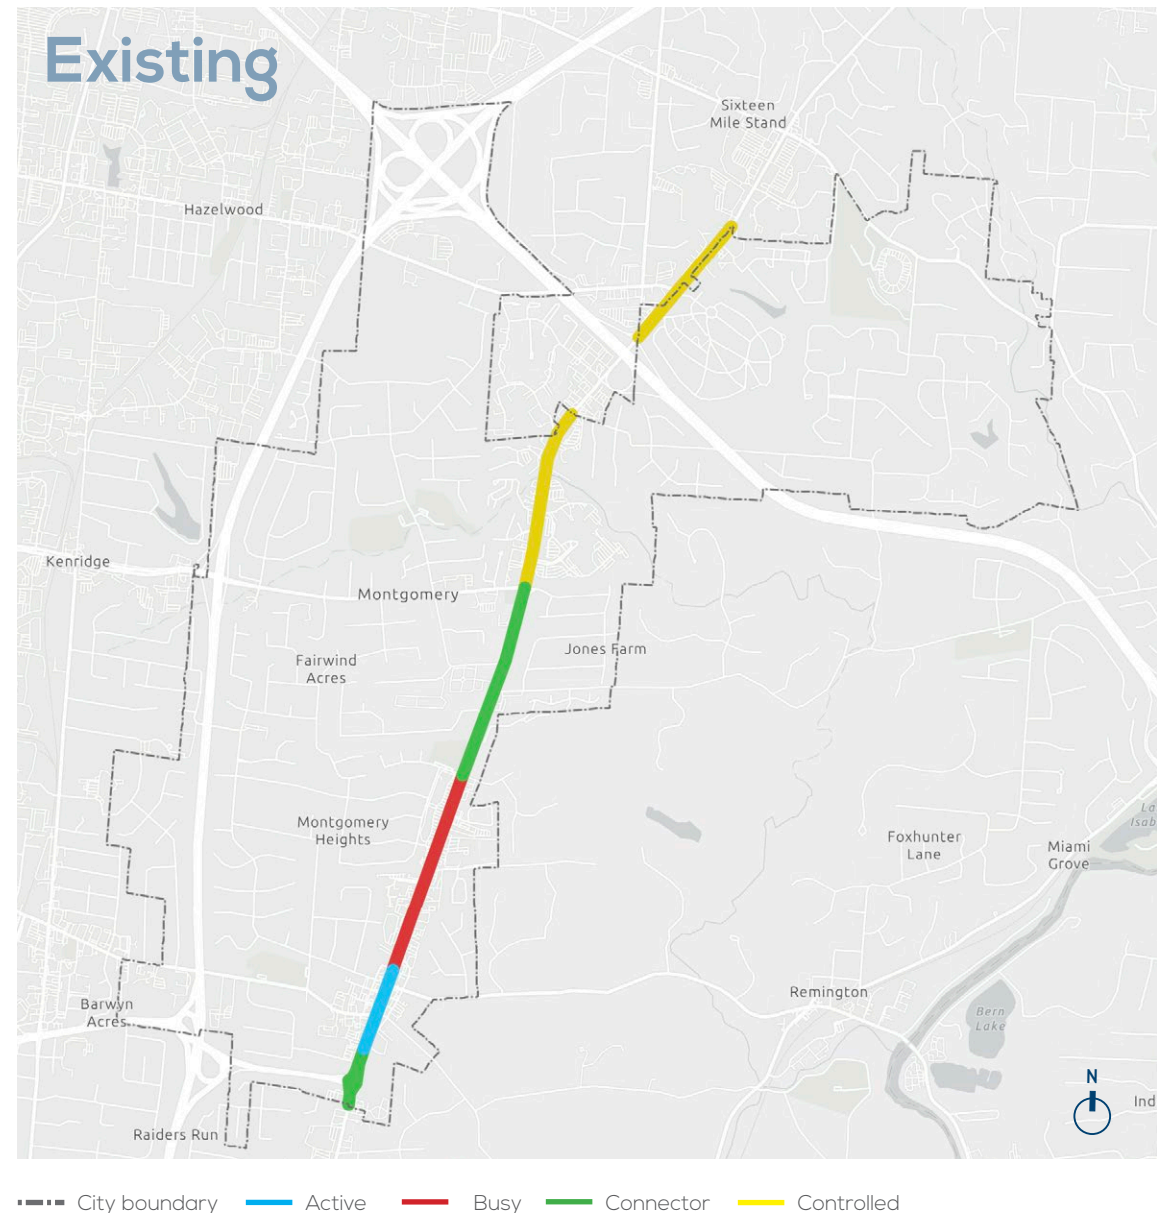 Existing
Sixteen
Mile Stand
Hazelwood
Kenridge
Montgomery
Jones Farm
Fairwind
Acres
Montgomery
Heights
Foxhunter
Lane
Miami
Grove
Remington
Barwyn
Acres
Bern
Lake
N
Raiders Run
City boundary
Active
Busy
Connector
Controlled